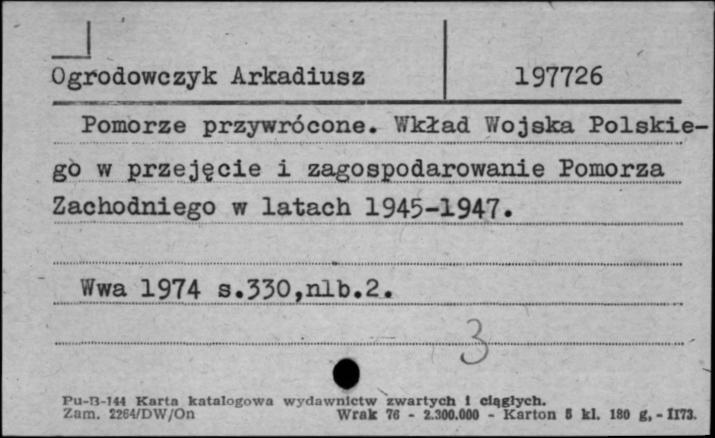 Ogrodowczyk Arkadiusz 197726
Pomorze przywrócone. Wkład Wojska Polskie-
go w przejęcie i zagospodarowanie Pomorza
Zachodniego w latach 1945-1947.
Wwa 1974 s.330,nlb.2.
3
Pu-B-144 Karta katalogowa wydawnictw zwartych i ciągłych.
Zam. 2264/DW/On Wrak 76 - 2.300.000 - Karton 5 kl. 180 g. - II73.